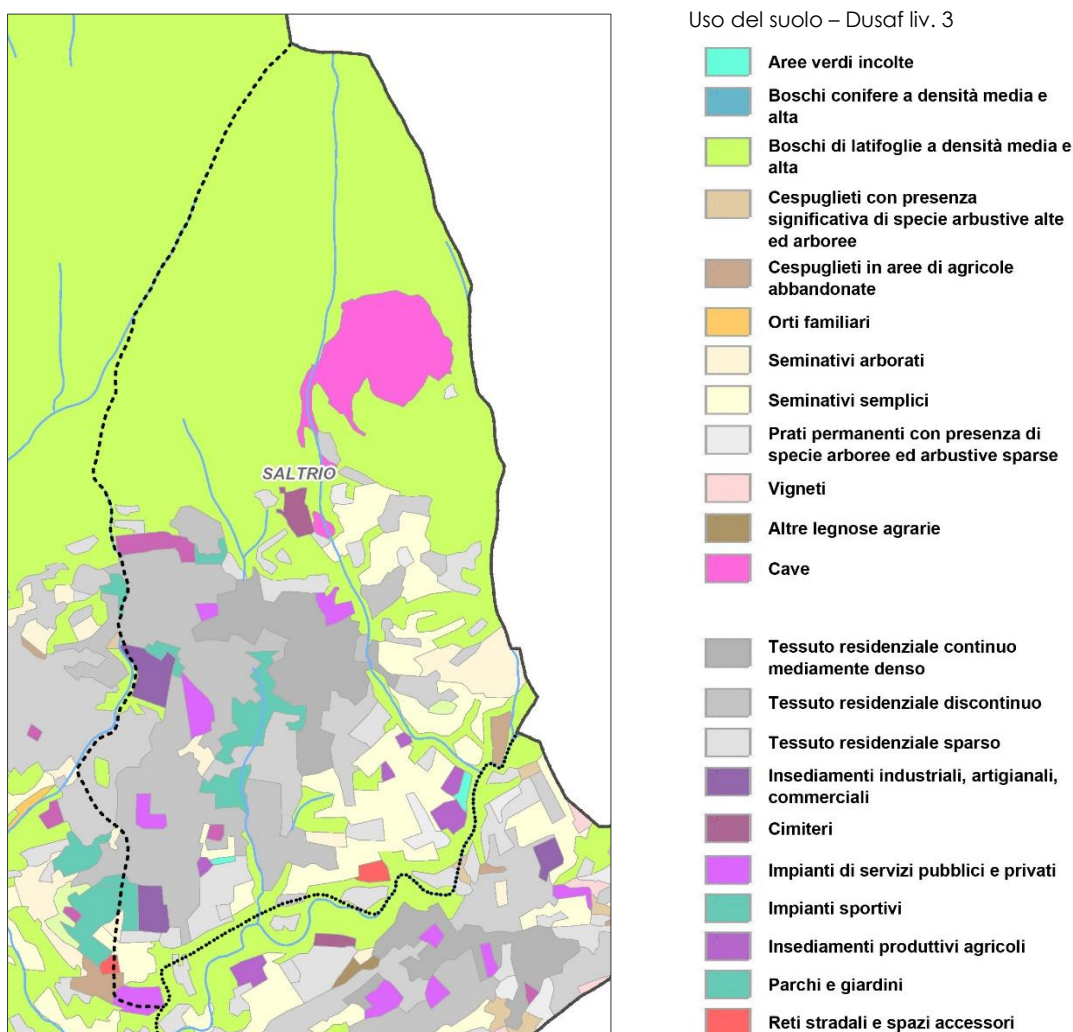 Uso del suolo – Dusaf liv. 3
Aree verdi incolte
Boschi conifere a densità media e
alta
Boschi di latifoglie a densità media e
alta
Cespuglieti con presenza
significativa di specie arbustive alte
ed arboree
Cespuglieti in aree di agricole
abbandonate
Orti familiari
Seminativi arborati
Seminativi semplici
Prati permanenti con presenza di
specie arboree ed arbustive sparse
Vigneti
Altre legnose agrarie
Cave
Tessuto residenziale continuo
mediamente denso
Tessuto residenziale discontinuo
Tessuto residenziale sparso
Insediamenti industriali, artigianali,
commerciali
Cimiteri
Impianti di servizi pubblici e privati
Impianti sportivi
Insediamenti produttivi agricoli
Parchi e giardini
Reti stradali e spazi accessori
SALTRIO